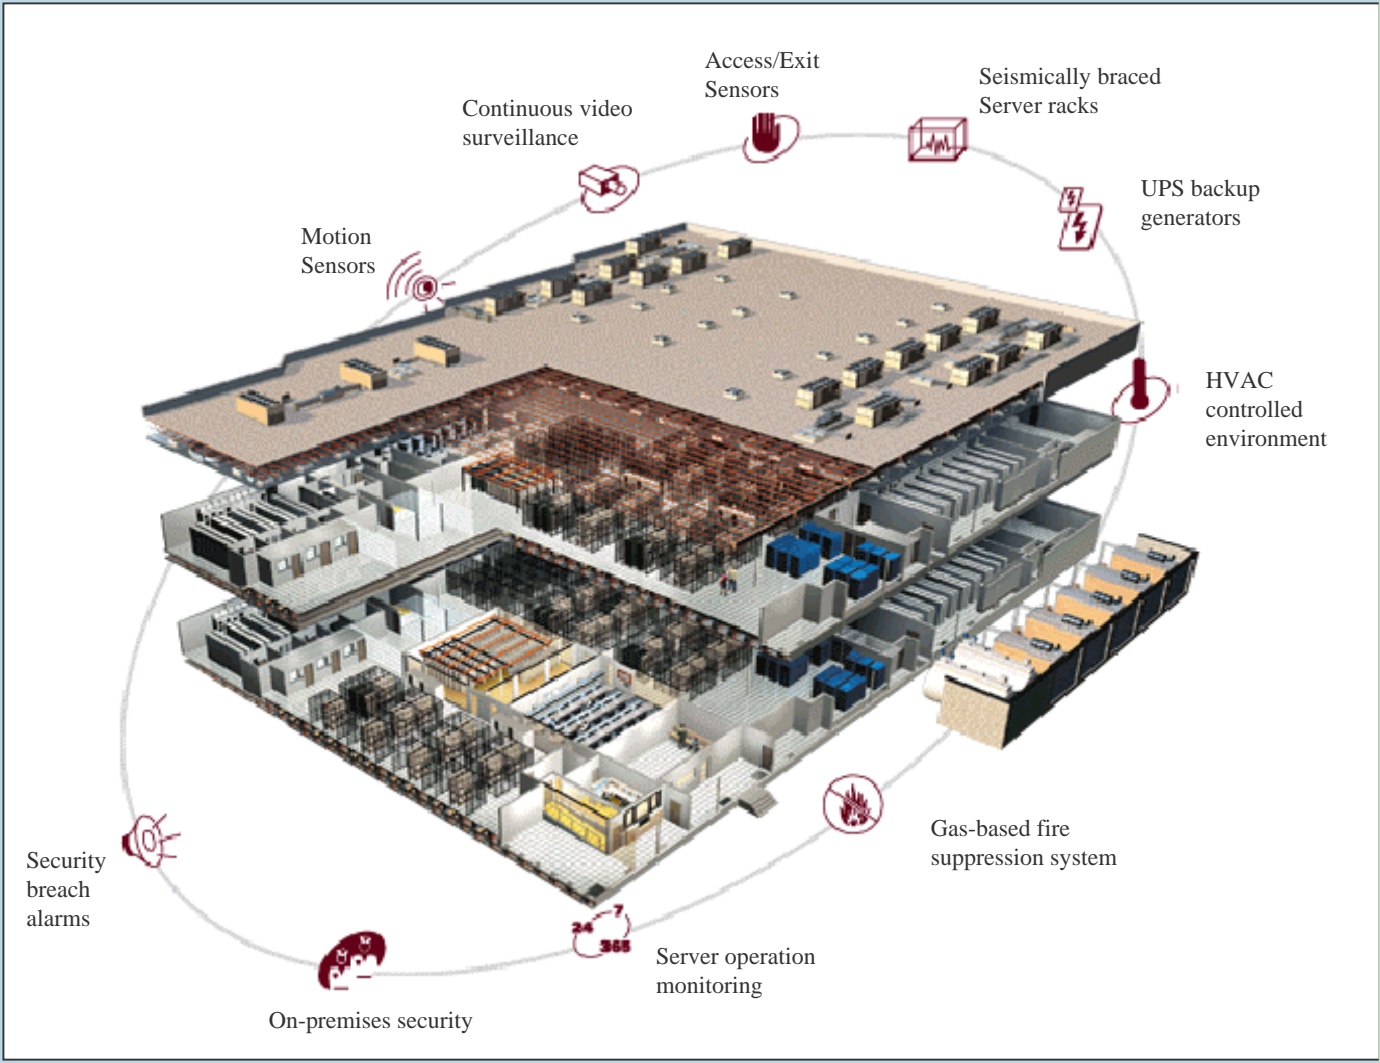 Access/Exit
Sensors
Seismically braced
Server racks
Continuous video
surveillance
UPS backup
generators
Motion
Sensors
HVAC
controlled
environment
Gas-based fire
suppression system
Security
breach
alarms
24
7
365
Server operation
monitoring
On-premises security